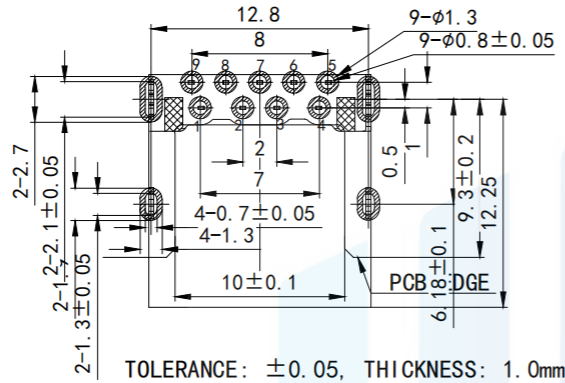 12.8
8
9-φ1.3
9-φ0.8±0.05
9 8 7 6 5
1 2 3 4
2
7
4-0.7±0.05
4-1.3
10±0.1
2-2.7
2-2.1±0.05
2-1.3±0.05
0.5
1
9.3±0.2
12.25
6.18±0.1
PCB EDGE
TOLERANCE: ±0.05, THICKNESS: 1.0mm